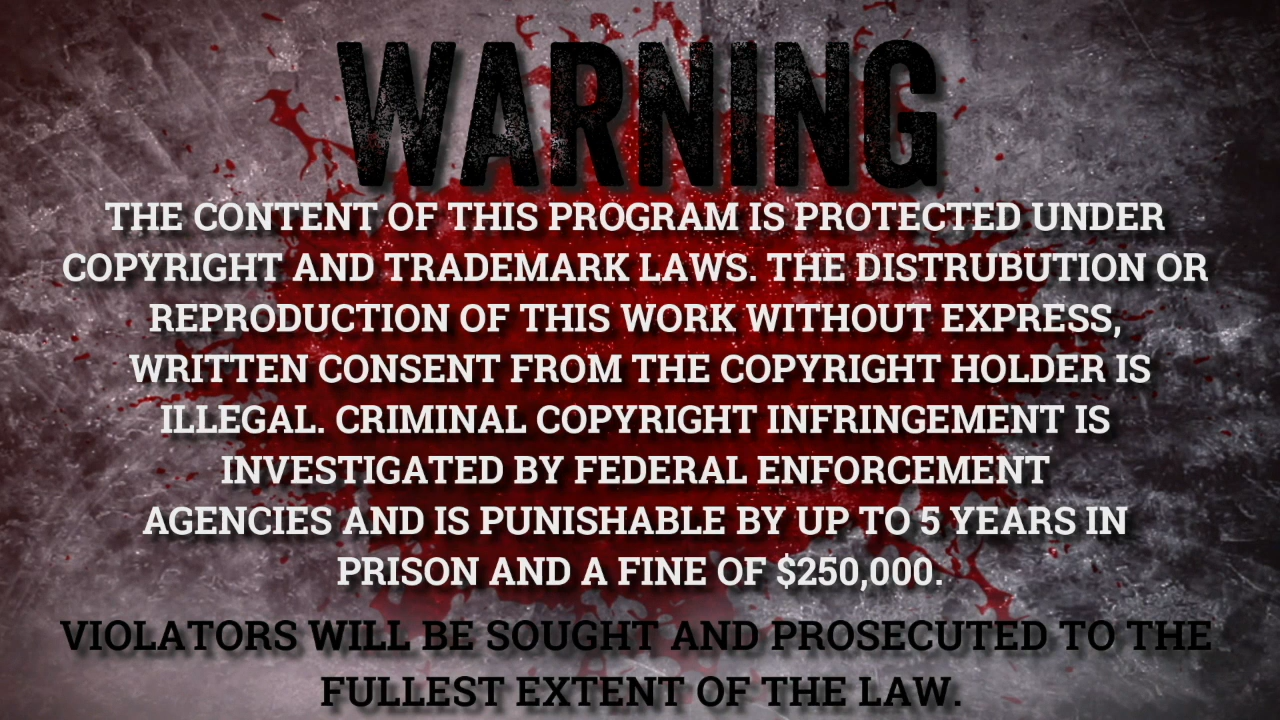 WARNING
THE CONTENT OF THIS PROGRAM IS PROTECTED UNDER
COPYRIGHT AND TRADEMARK LAWS. THE DISTRUBUTION OR
REPRODUCTION OF THIS WORK WITHOUT EXPRESS,
WRITTEN CONSENT FROM THE COPYRIGHT HOLDER IS
ILLEGAL. CRIMINAL COPYRIGHT INFRINGEMENT IS
INVESTIGATED BY FEDERAL ENFORCEMENT
AGENCIES AND IS PUNISHABLE BY UP TO 5 YEARS IN
PRISON AND A FINE OF $250,000.
VIOLATORS WILL BE SOUGHT AND PROSECUTED TO THE
FULLEST EXTENT OF THE LAW.